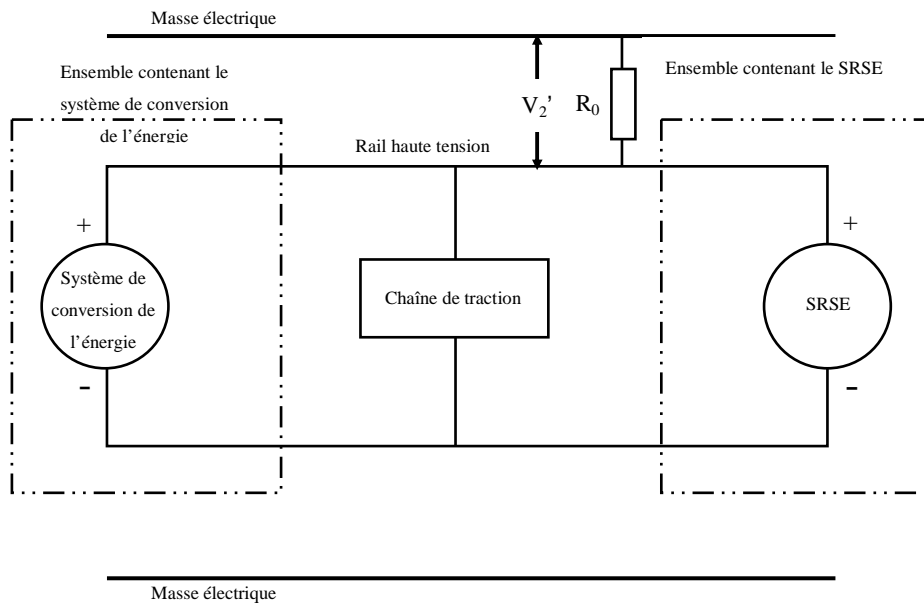 Masse électrique
Ensemble contenant le
système de conversion
de l’énergie
Ensemble contenant le SRSE
V2’
R0
Rail haute tension
+
+
Système de
conversion de
l’énergie
Chaîne de traction
SRSE
-
-
Masse électrique